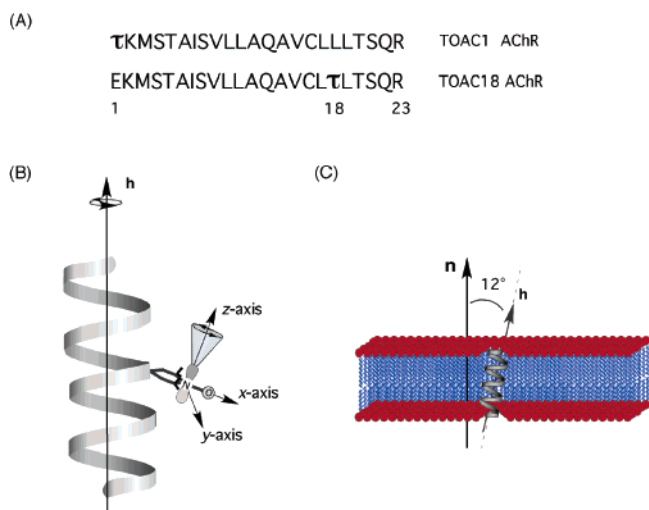 (A)
τKMSTAISVLLAQAVCLLLTSQR TOAC1 AChR
EKMSTAISVLLAQAVCLτLTSQR TOAC18 AChR
1 18 23
(B)
(C)
h
z-axis
N
x-axis
y-axis
n
12°
h